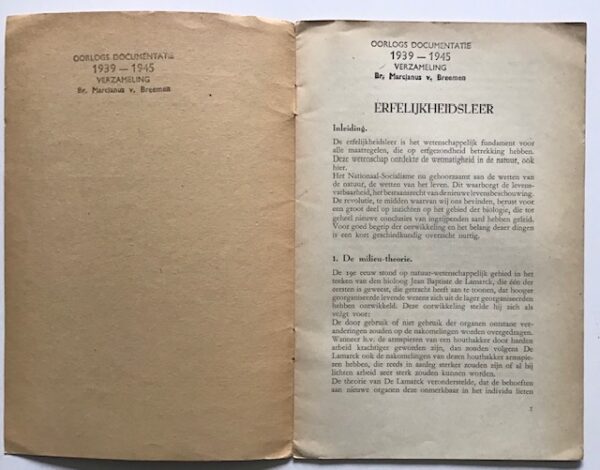 OORLOGS DOCUMENTATIE
1939 — 1945
VERZAMELING
Br. Marcianus v. Breemen
OORLOGS DOCUMENTATIE
1939 — 1945
VERZAMELING
Br. Marcianus v. Breemen
ERFELIJKHEIDSLEER
Inleiding.
De erfelijkheidsleer is het wetenschappelijk fundament voor
alle maatregelen, die op erfgezondheid betrekking hebben.
Deze wetenschap ontdekte de wetmatigheid in de natuur, ook
hier.
Het Nationaal-Socialisme nu gehoorzaamt aan de wetten van
de natuur, de wetten van het leven. Dit waarborgt de levens-
vatbaarheid, het bestaansrecht van de nieuwe levensbeschouwing.
De revolutie, te midden waarvan wij ons bevinden, berust voor
een groot deel op inzichten op het gebied der biologie, die tot
geheel nieuwe conclusies van ingrijpenden aard hebben geleid.
Voor goed begrip der ontwikkeling en het belang dezer dingen
is een kort geschiedkundig overzicht nuttig.
1. De milieu-theorie.
De 19e eeuw stond op natuur-wetenschappelijk gebied in het
teeken van den bioloog Jean Baptiste de Lamarck, die één der
eersten is geweest, die getracht heeft aan te toonen, dat hooger
georganiseerde levende wezens zich uit de lager georganiseerden
hebben ontwikkeld. Deze ontwikkeling stelde hij zich als
volgt voor:
De door gebruik of niet gebruik der organen ontstane ver-
anderingen zouden op de nakomelingen worden overgedragen.
Wanneer b.v. de armspieren van een houthakker door harden
arbeid krachtiger geworden zijn, dan zouden volgens De
Lamarck ook de nakomelingen van dezen houthakker armspie-
ren hebben, die reeds in aanleg sterker zouden zijn of al bij
lichten arbeid zeer sterk zouden kunnen worden.
De theorie van De Lamarck veronderstelde, dat de behoeften
aan nieuwe organen deze onmerkbaar in het individu lieten